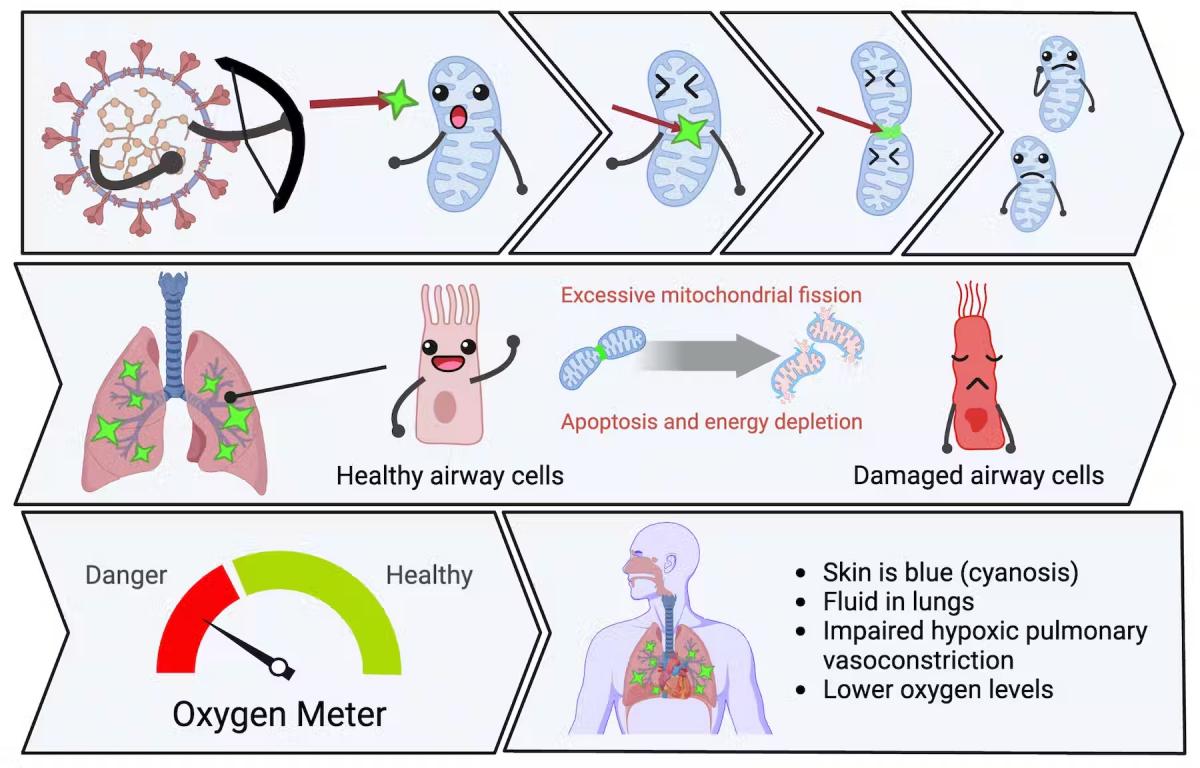 Excessive mitochondrial fission
Apoptosis and energy depletion
Healthy airway cells
Damaged airway cells
Danger
Healthy
Oxygen Meter
• Skin is blue (cyanosis)
• Fluid in lungs
• Impaired hypoxic pulmonary
vasoconstriction
• Lower oxygen levels